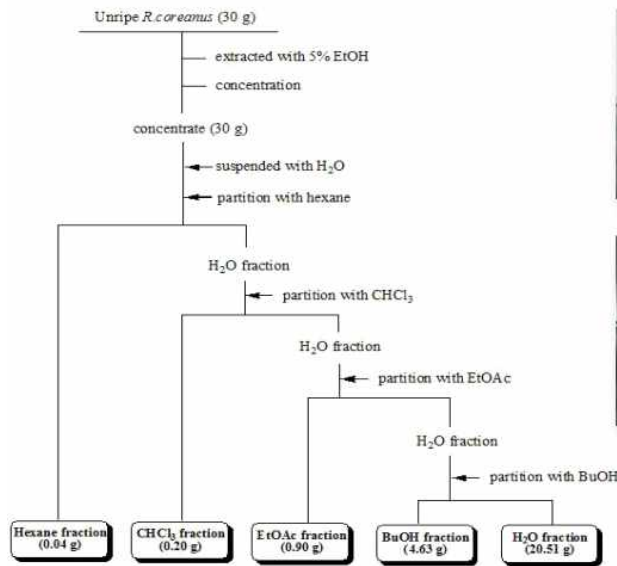 Unripe R.coreanus (30 g)
extracted with 5% EtOH
concentration
concentrate (30 g)
suspended with H₂O
partition with hexane
H₂O fraction
partition with CHCl₃
H₂O fraction
partition with EtOAc
H₂O fraction
partition with BuOH
Hexane fraction
(0.04 g)
CHCl₃ fraction
(0.20 g)
EtOAc fraction
(0.90 g)
BuOH fraction
(4.63 g)
H₂O fraction
(20.51 g)